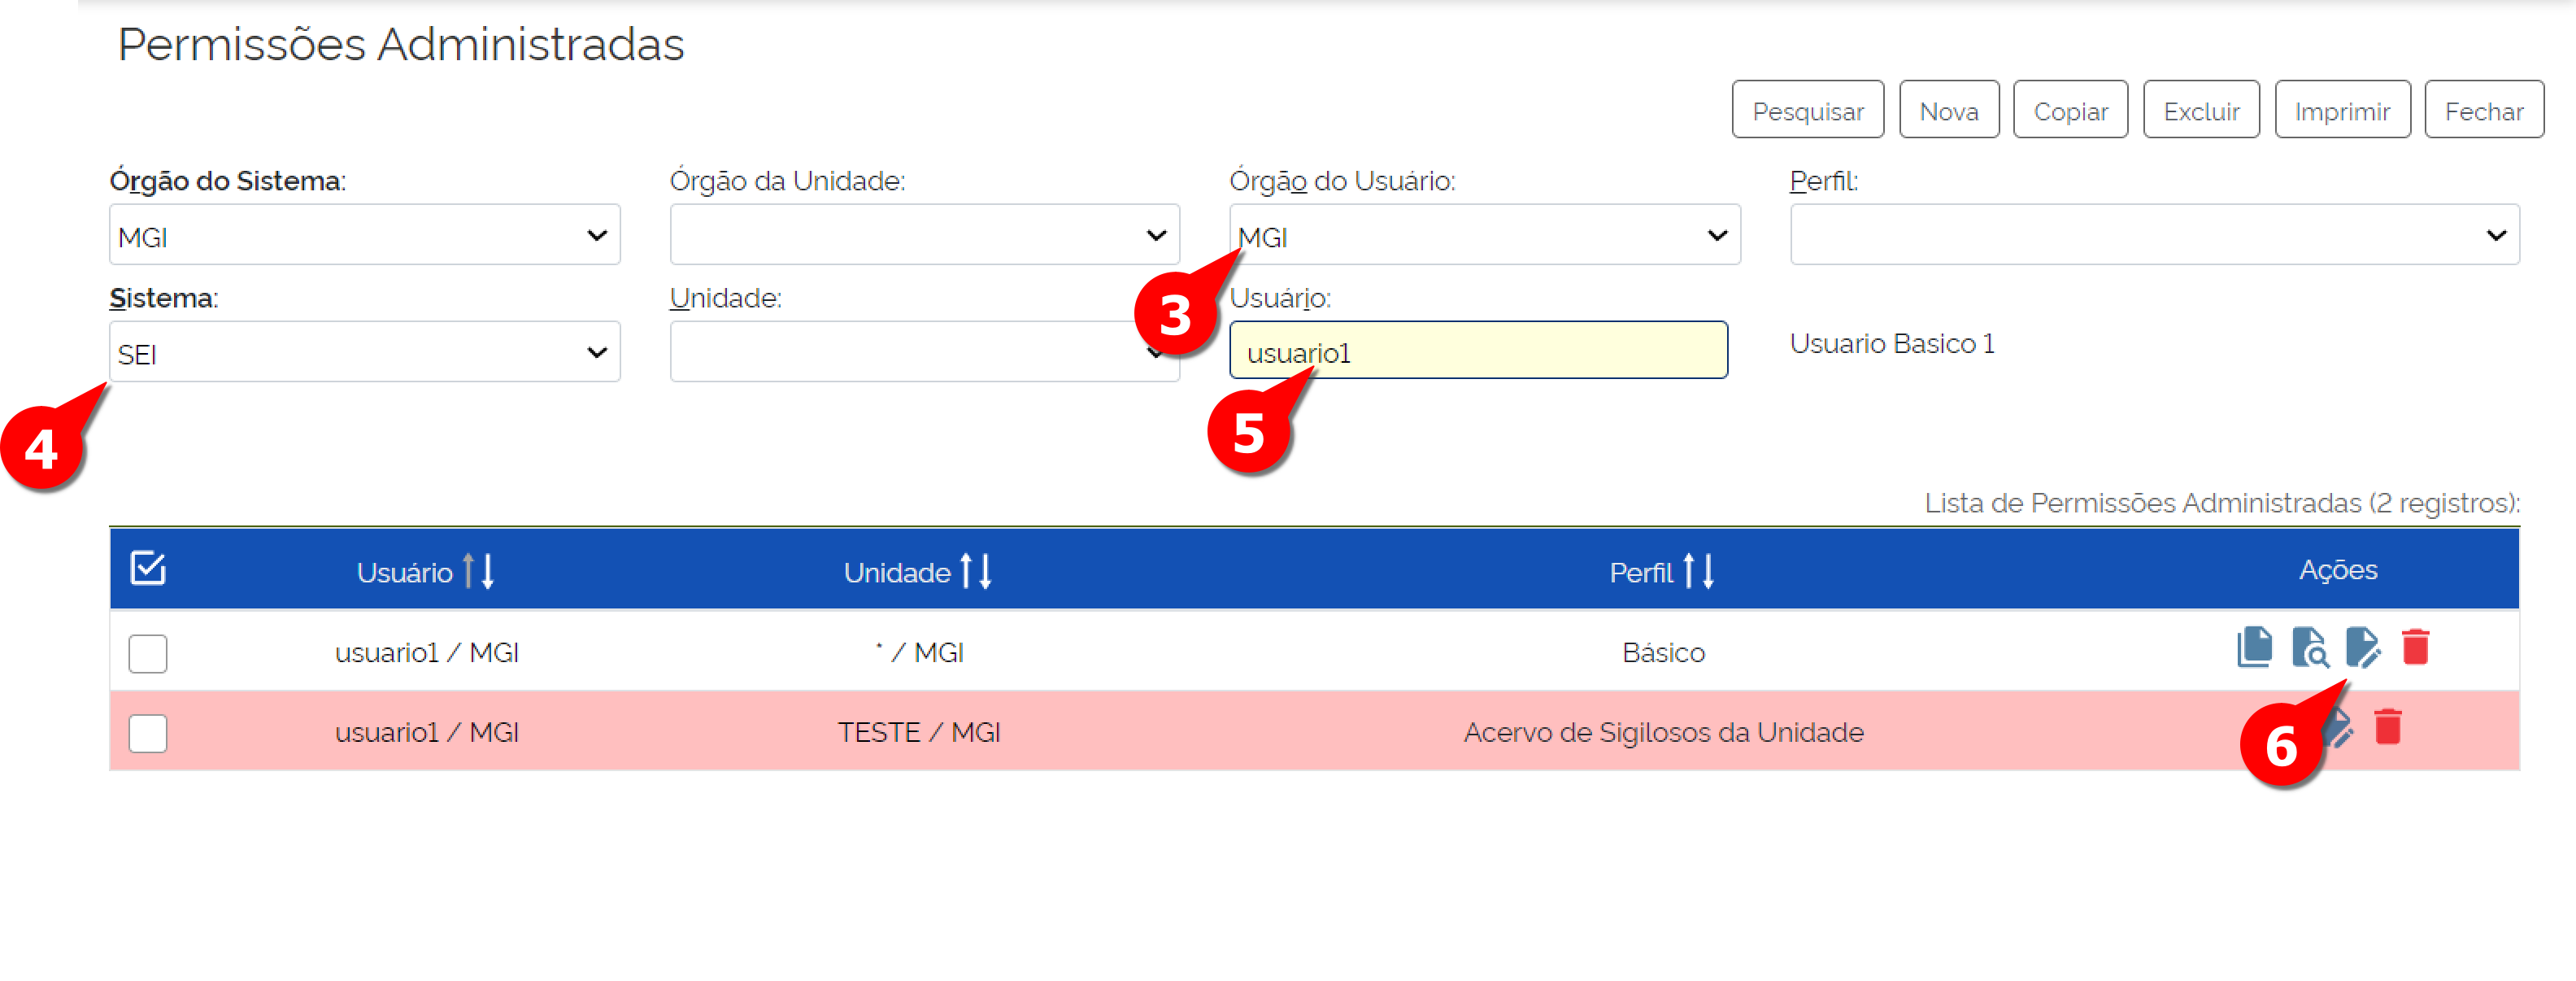 Permissões Administradas
Pesquisar Nova Copiar Excluir Imprimir Fechar
Órgão do Sistema: Órgão da Unidade: Órgão do Usuário: Perfil:
MGI MGI
3
Sistema: Unidade: Usuário:
SEI usuario1 Usuario Basico 1
4 5
Lista de Permissões Administradas (2 registros):
Usuário Unidade Perfil Ações
usuario1 / MGI * / MGI Básico
usuario1 / MGI TESTE / MGI Acervo de Sigilosos da Unidade
6